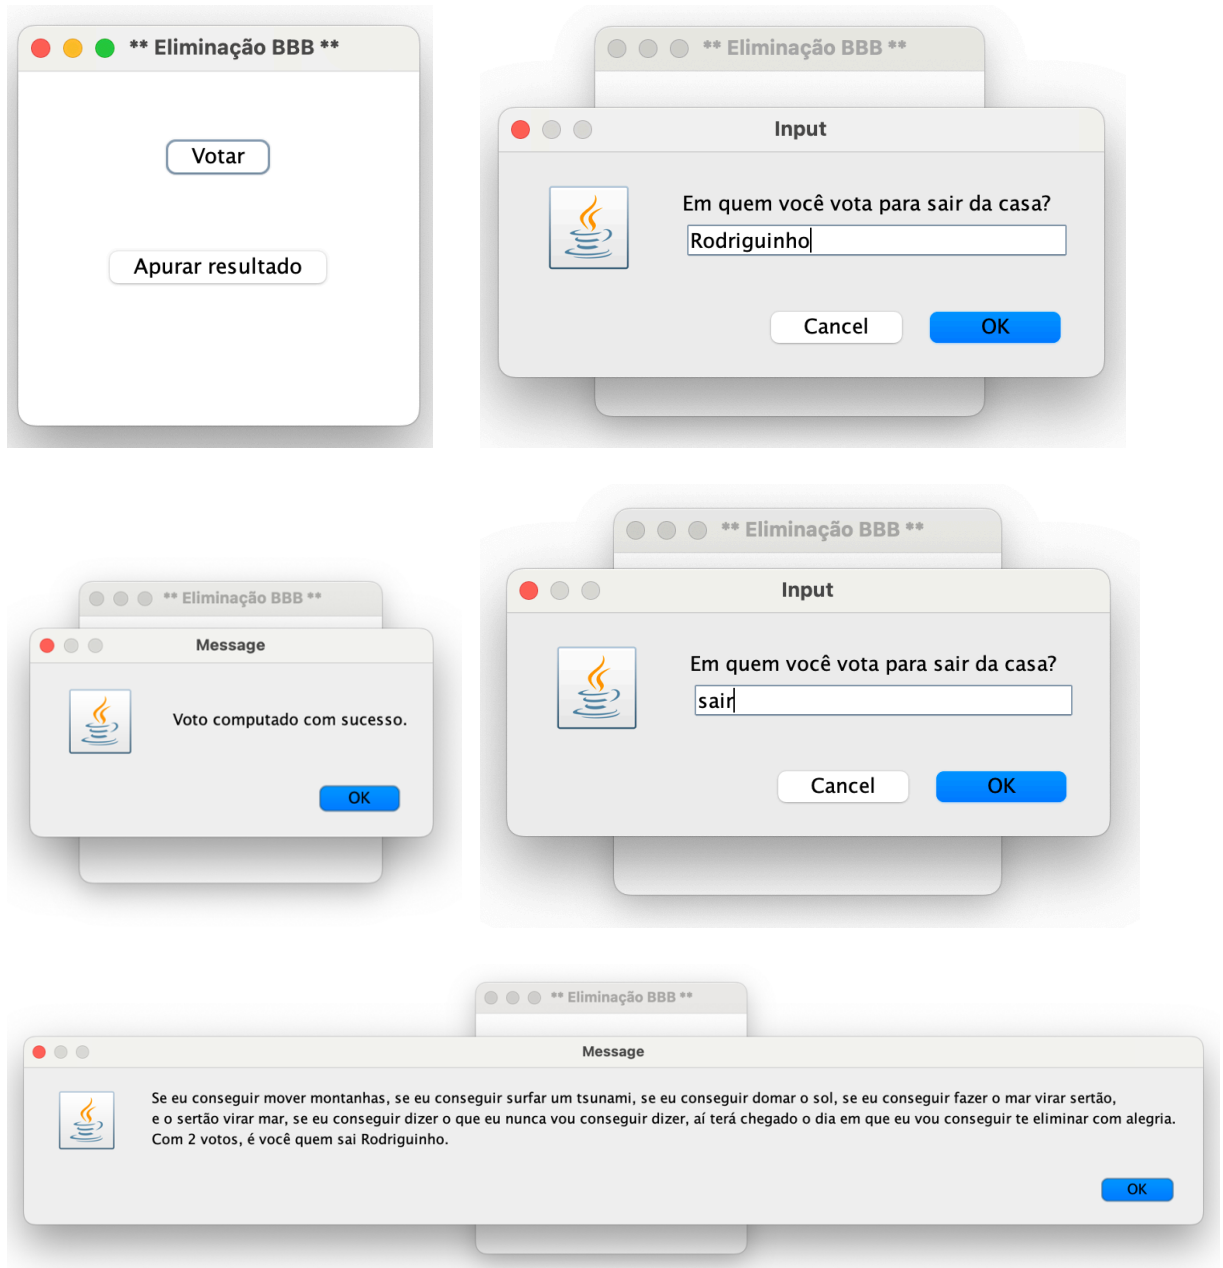 ** Eliminação BBB **
Votar
Apurar resultado
** Eliminação BBB **
Input
Em quem você vota para sair da casa?
Rodriguinho
Cancel
OK
** Eliminação BBB **
Message
Voto computado com sucesso.
OK
** Eliminação BBB **
Input
Em quem você vota para sair da casa?
sair
Cancel
OK
** Eliminação BBB **
Message
Se eu conseguir mover montanhas, se eu conseguir surfar um tsunami, se eu conseguir domar o sol, se eu conseguir fazer o mar virar sertão,
e o sertão virar mar, se eu conseguir dizer o que eu nunca vou conseguir dizer, aí terá chegado o dia em que eu vou conseguir te eliminar com alegria.
Com 2 votos, é você quem sai Rodriguinho.
OK